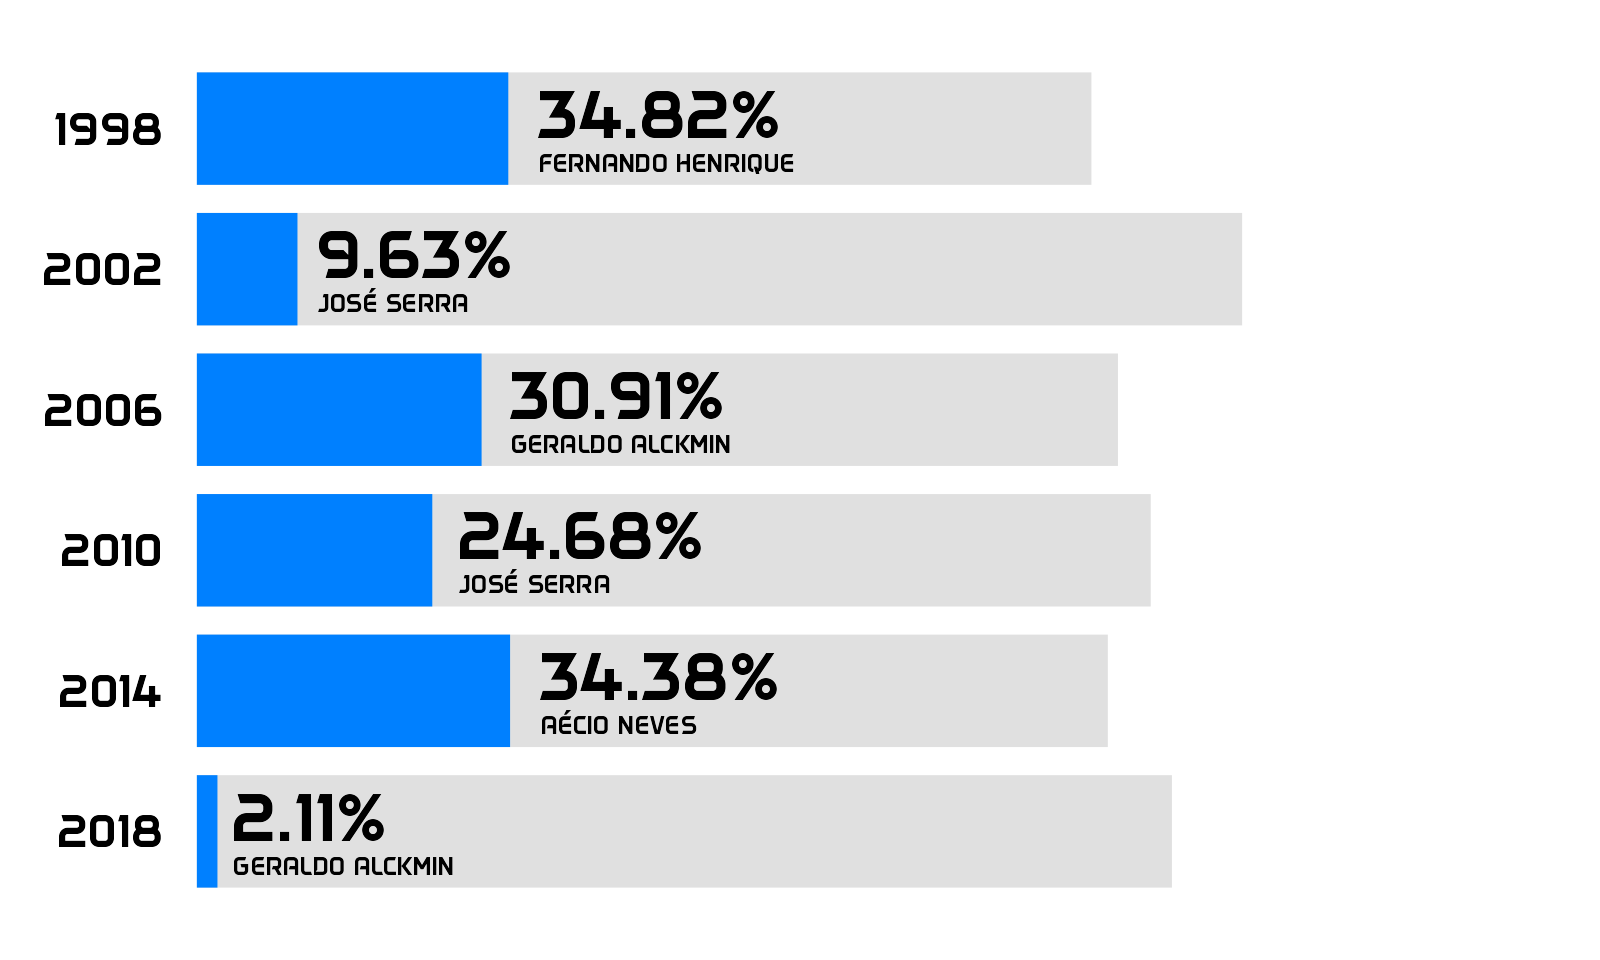 1998
34.82%
FERNANDO HENRIQUE
2002
9.63%
JOSÉ SERRA
2006
30.91%
GERALDO ALCKMIN
2010
24.68%
JOSÉ SERRA
2014
34.38%
AÉCIO NEVES
2018
2.11%
GERALDO ALCKMIN